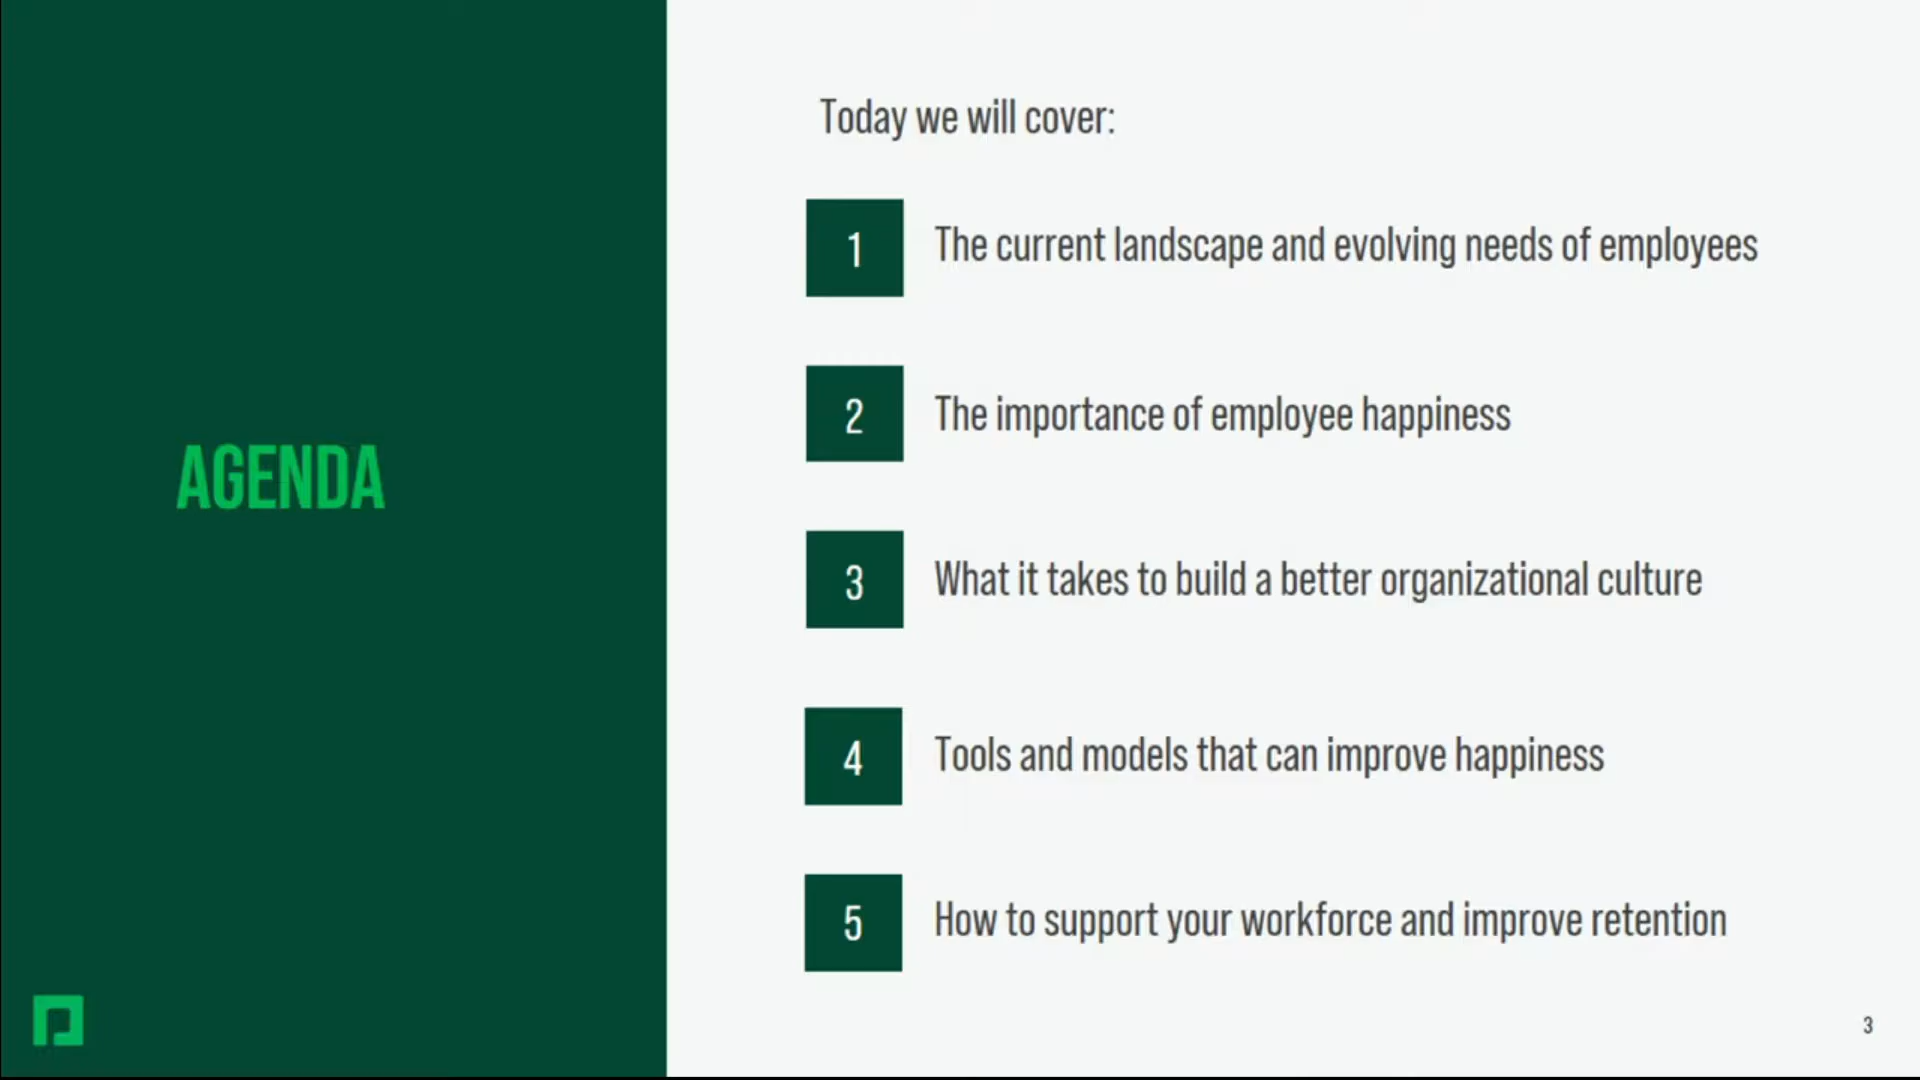 AGENDA
Today we will cover:
1 The current landscape and evolving needs of employees
2 The importance of employee happiness
3 What it takes to build a better organizational culture
4 Tools and models that can improve happiness
5 How to support your workforce and improve retention
3